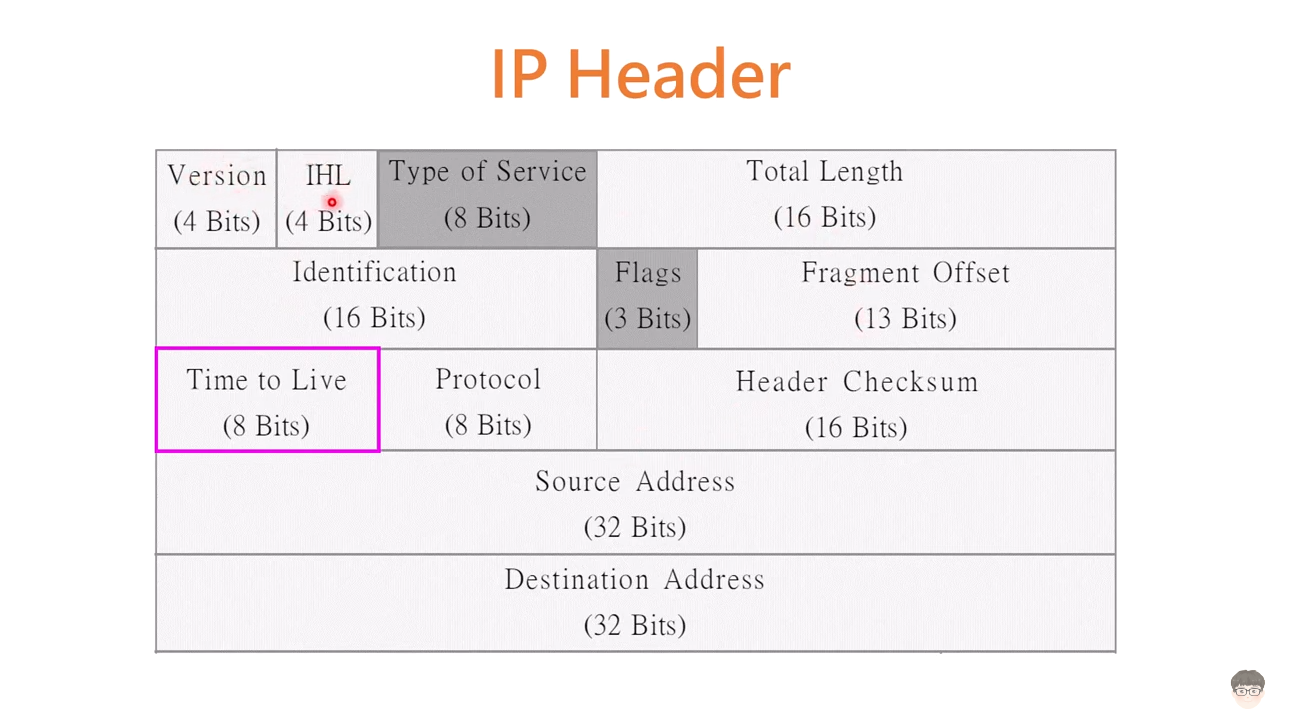 IP Header
Version
IHL
Type of Service
Total Length
(4 Bits)
(4 Bits)
(8 Bits)
(16 Bits)
Identification
Flags
Fragment Offset
(16 Bits)
(3 Bits)
(13 Bits)
Time to Live
Protocol
Header Checksum
(8 Bits)
(8 Bits)
(16 Bits)
Source Address
(32 Bits)
Destination Address
(32 Bits)